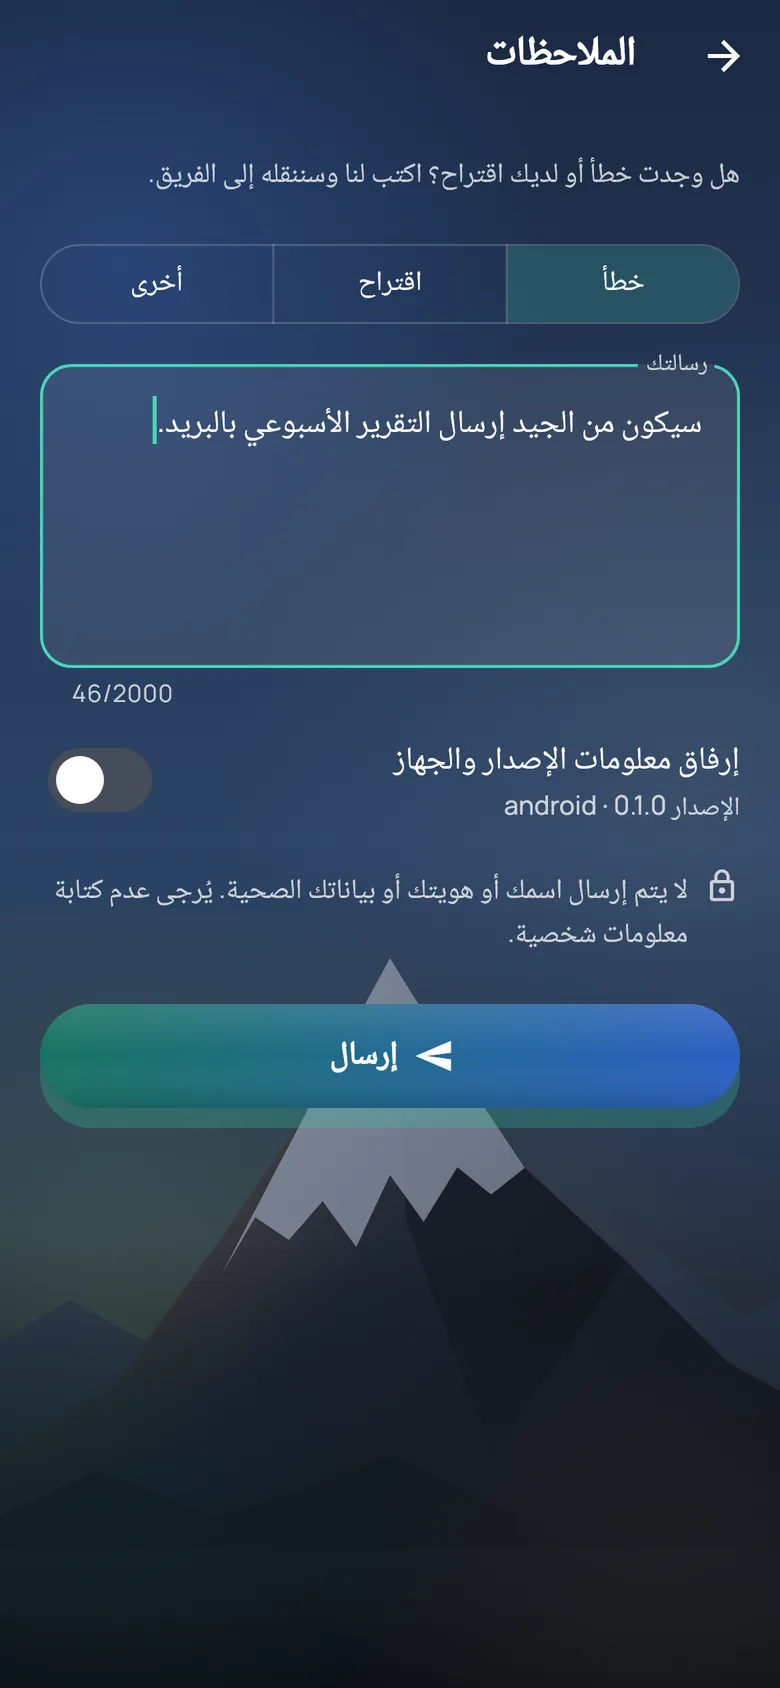 الملاحظات
هل وجدت خطأ أو لديك اقتراح؟ اكتب لنا وسننقله إلى الفريق.
خطأ
اقتراح
أخرى
رسالتك
سيكون من الجيد إرسال التقرير الأسبوعي بالبريد.
46/2000
إرفاق معلومات الإصدار والجهاز
الإصدار 0.1.0 · android
لا يتم إرسال اسمك أو هويتك أو بياناتك الصحية. يُرجى عدم كتابة
معلومات شخصية.
إرسال